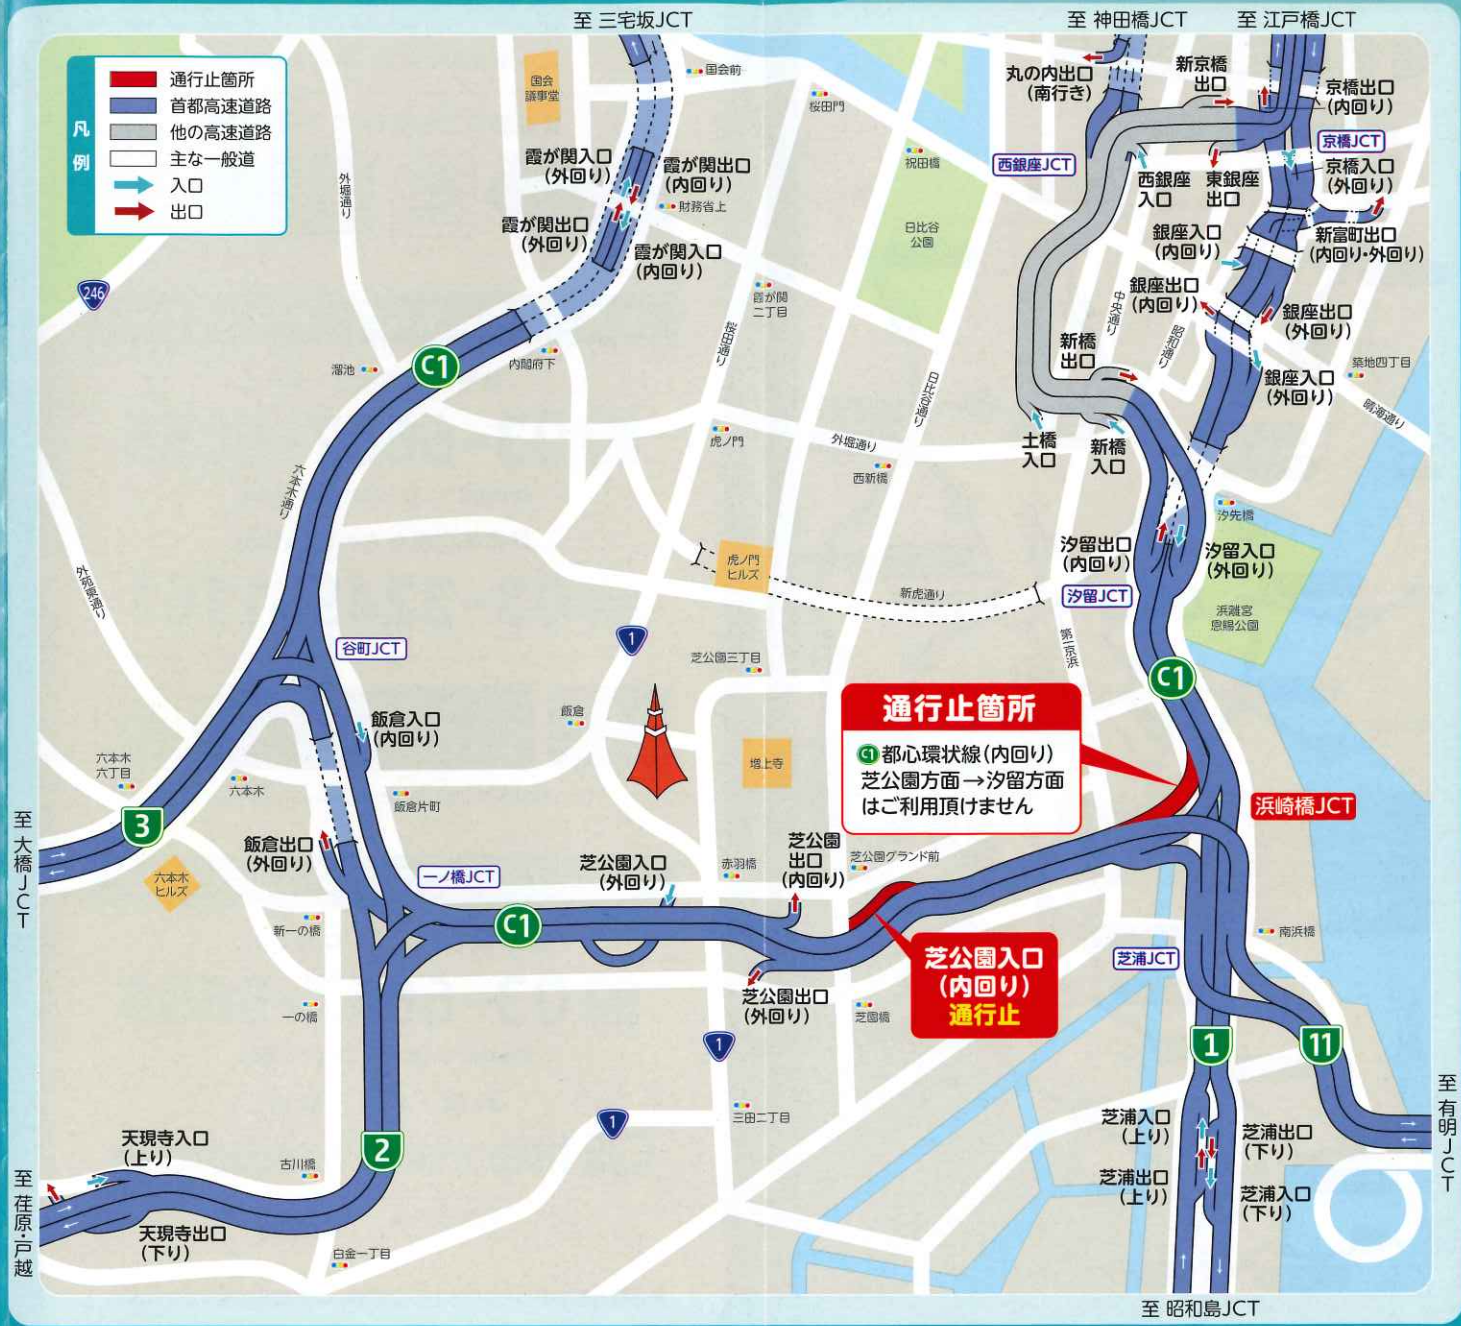 至 三宅坂JCT
至 神田橋JCT
至 江戸橋JCT
凡例
通行止箇所
首都高速道路
他の高速道路
主な一般道
入口
出口
国会
議事堂
国会前
桜田門
祝田橋
日比谷
公園
丸の内出口
(南行き)
新京橋
出口
京橋出口
(内回り)
京橋JCT
京橋入口
(外回り)
西銀座JCT
西銀座
入口
東銀座
出口
新富町出口
(内回り・外回り)
銀座入口
(内回り)
銀座出口
(内回り)
銀座出口
(外回り)
銀座入口
(外回り)
築地四丁目
晴海通り
中央通り
昭和通り
外堀通り
霞が関入口
(外回り)
霞が関出口
(内回り)
財務省上
霞が関出口
(外回り)
霞が関入口
(内回り)
霞が関
二丁目
桜田通り
日比谷通り
246
C1
溜池
内閣府下
新橋
出口
土橋
入口
新橋
入口
虎ノ門
外堀通り
西新橋
六本木通り
外苑東通り
汐先橋
汐留出口
(内回り)
汐留入口
(外回り)
汐留JCT
浜離宮
恩賜公園
虎ノ門
ヒルズ
新虎通り
第一京浜
1
芝公園三丁目
谷町JCT
飯倉入口
(内回り)
飯倉
増上寺
C1
通行止箇所
C1都心環状線(内回り)
芝公園方面→汐留方面
はご利用頂けません
浜崎橋JCT
六本木
六丁目
六本木
飯倉片町
3
至 大橋JCT
六本木
ヒルズ
飯倉出口
(外回り)
一ノ橋JCT
芝公園入口
(外回り)
赤羽橋
芝公園
出口
(内回り)
芝公園グランド前
新一の橋
C1
芝公園入口
(内回り)
通行止
芝浦JCT
南浜橋
一の橋
芝公園出口
(外回り)
芝園橋
1
1
11
1
三田二丁目
至 有明JCT
天現寺入口
(上り)
古川橋
2
至 荏原・戸越
天現寺出口
(下り)
白金一丁目
芝浦入口
(上り)
芝浦出口
(下り)
芝浦出口
(上り)
芝浦入口
(下り)
至 昭和島JCT